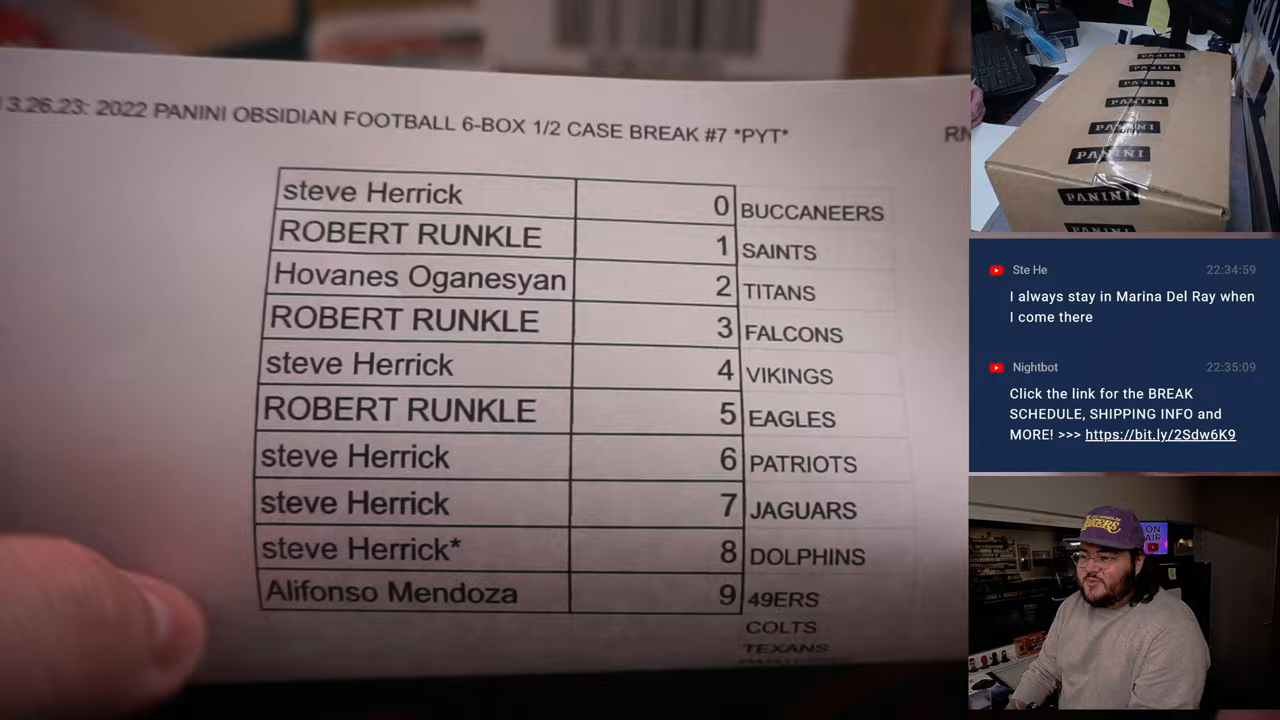 3.26.23: 2022 PANINI OBSIDIAN FOOTBALL 6-BOX 1/2 CASE BREAK #7 *PYT*
RN
steve Herrick 0 BUCCANEERS
ROBERT RUNKLE 1 SAINTS
Hovanes Oganesyan 2 TITANS
ROBERT RUNKLE 3 FALCONS
steve Herrick 4 VIKINGS
ROBERT RUNKLE 5 EAGLES
steve Herrick 6 PATRIOTS
steve Herrick 7 JAGUARS
steve Herrick* 8 DOLPHINS
Alifonso Mendoza 9 49ERS
COLTS
TEXANS
PANINI
PANINI
PANINI
PANINI
PANINI
PANINI
PANINI
PANINI
Ste He 22:34:59
I always stay in Marina Del Ray when
I come there
Nightbot 22:35:09
Click the link for the BREAK
SCHEDULE, SHIPPING INFO and
MORE! >>> https://bit.ly/2Sdw6K9
LAKERS
ON
AIR